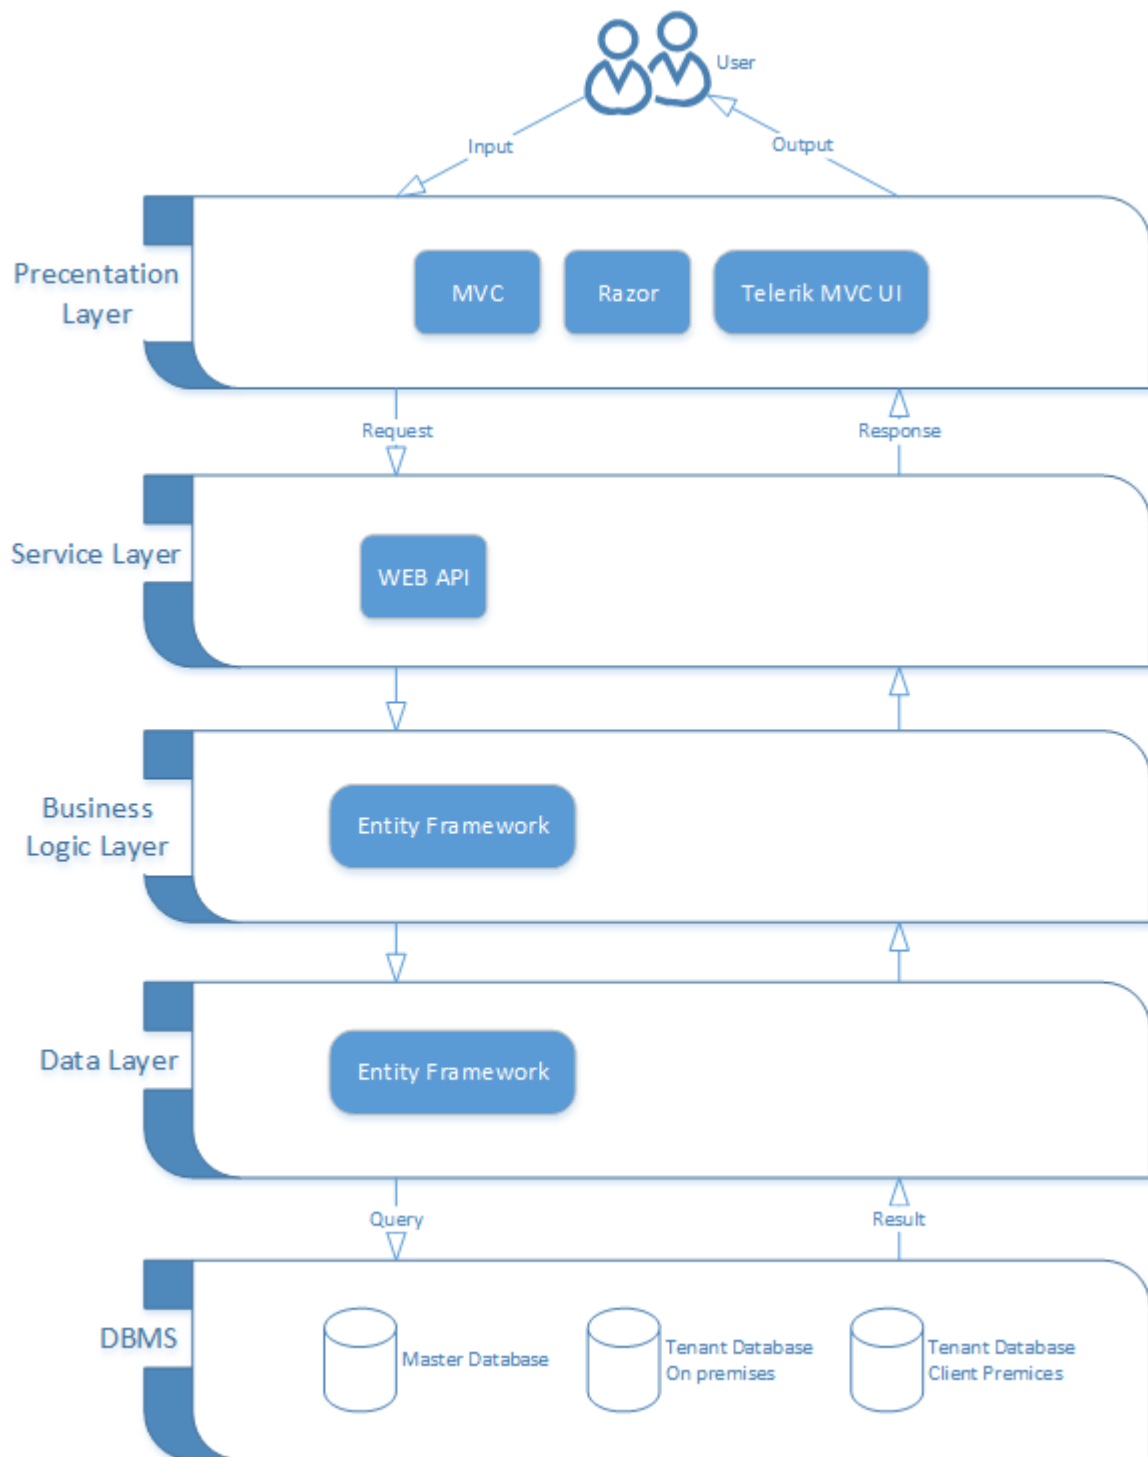 User
Input
Output
Precentation
Layer
MVC
Razor
Telerik MVC UI
Request
Response
Service Layer
WEB API
Business
Logic Layer
Entity Framework
Data Layer
Entity Framework
Query
Result
DBMS
Master Database
Tenant Database
On premises
Tenant Database
Client Premices